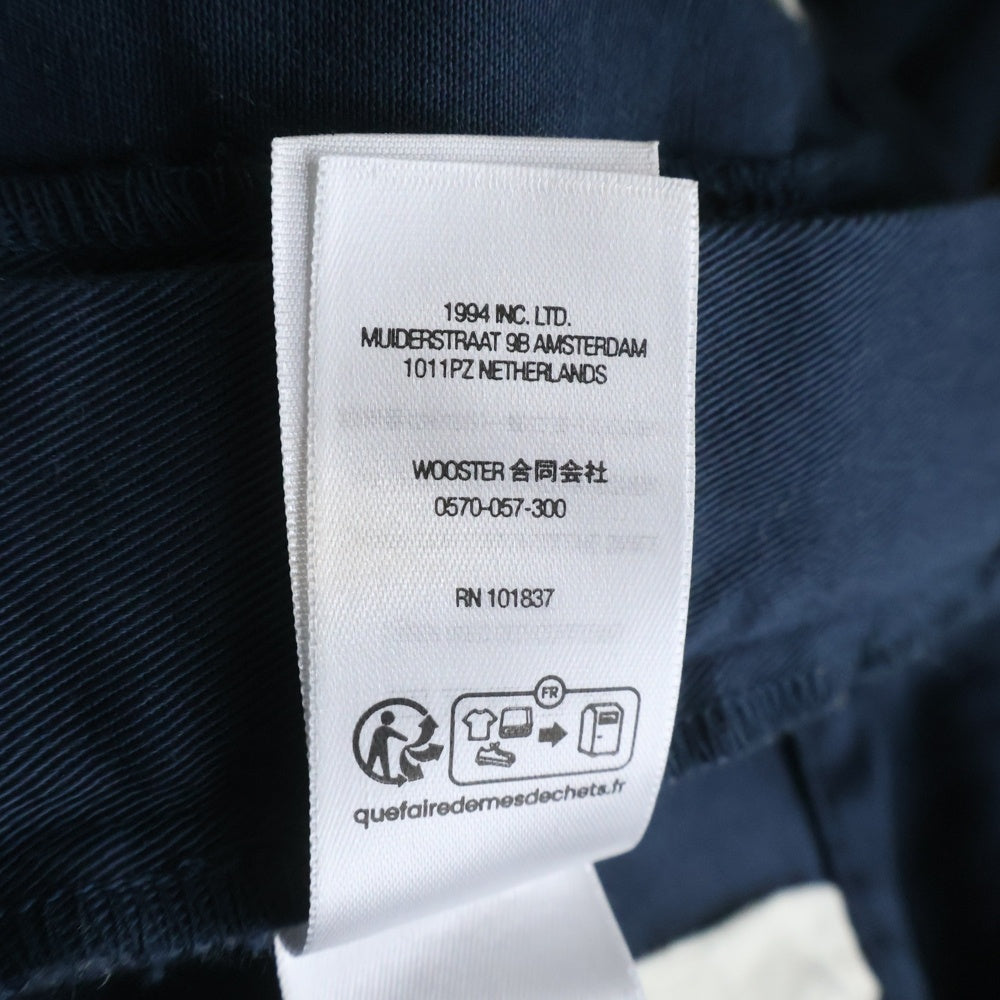 1994 INC. LTD.
MUIDERSTRAAT 9B AMSTERDAM
1011PZ NETHERLANDS
WOOSTER 合同会社
0570-057-300
RN 101837
FR
quefairedemesdechets.fr